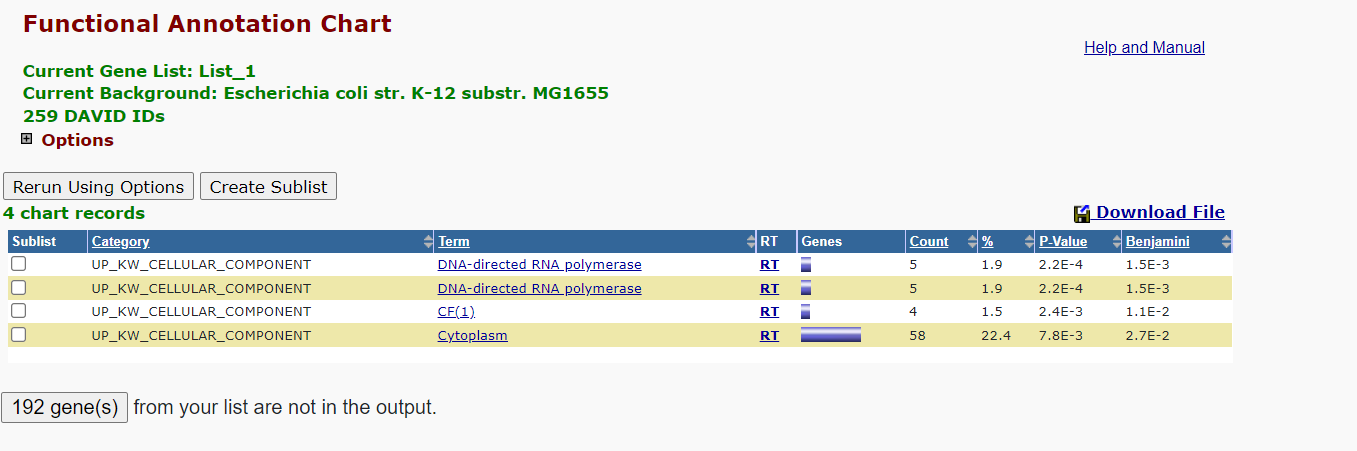 Functional Annotation Chart
Help and Manual
Current Gene List: List_1
Current Background: Escherichia coli str. K-12 substr. MG1655
259 DAVID IDs
Options
Rerun Using Options Create Sublist
4 chart records Download File
Sublist Category Term RT Genes Count % P-Value Benjamini
UP_KW_CELLULAR_COMPONENT DNA-directed RNA polymerase RT 5 1.9 2.2E-4 1.5E-3
UP_KW_CELLULAR_COMPONENT DNA-directed RNA polymerase RT 5 1.9 2.2E-4 1.5E-3
UP_KW_CELLULAR_COMPONENT CF(1) RT 4 1.5 2.4E-3 1.1E-2
UP_KW_CELLULAR_COMPONENT Cytoplasm RT 58 22.4 7.8E-3 2.7E-2
192 gene(s) from your list are not in the output.